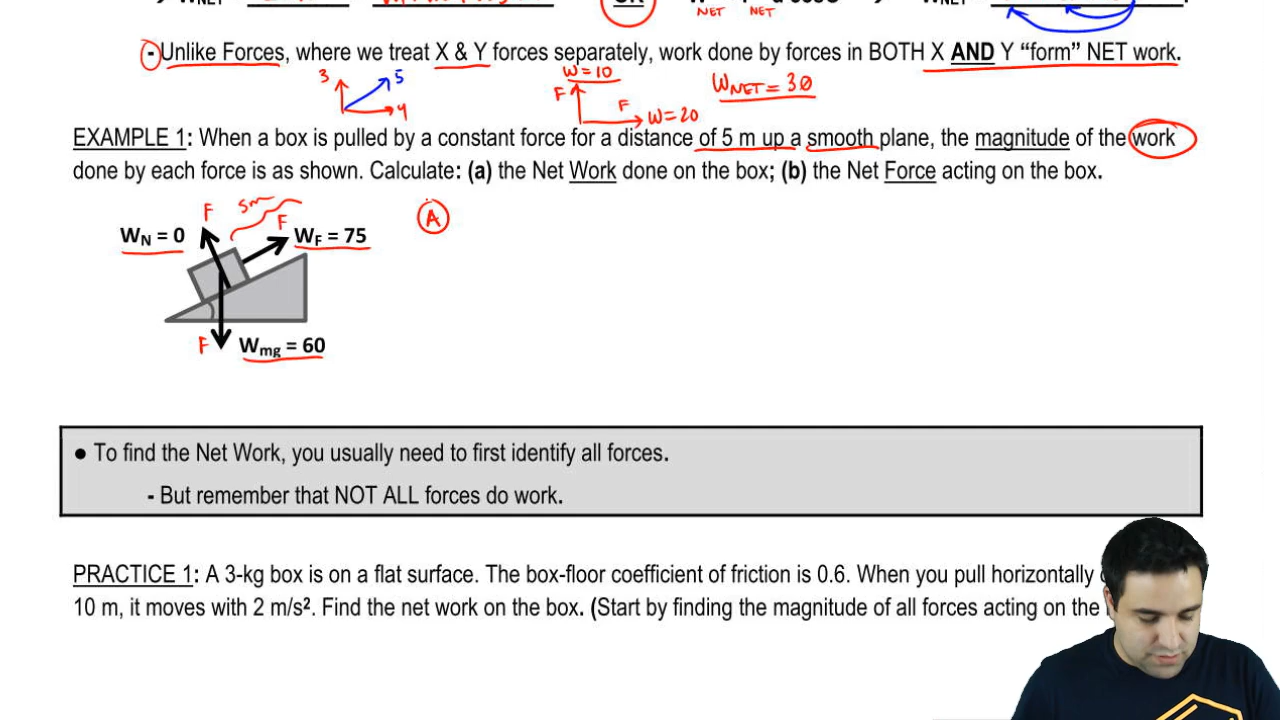 NET NET
- Unlike Forces, where we treat X & Y forces separately, work done by forces in BOTH X AND Y “form” NET work.
3 5 4 F W=10 F W=20 WNET = 30
EXAMPLE 1: When a box is pulled by a constant force for a distance of 5 m up a smooth plane, the magnitude of the work
done by each force is as shown. Calculate: (a) the Net Work done on the box; (b) the Net Force acting on the box.
F 5m F A
WN = 0 WF = 75
F Wmg = 60
● To find the Net Work, you usually need to first identify all forces.
- But remember that NOT ALL forces do work.
PRACTICE 1: A 3-kg box is on a flat surface. The box-floor coefficient of friction is 0.6. When you pull horizontally
10 m, it moves with 2 m/s². Find the net work on the box. (Start by finding the magnitude of all forces acting on the